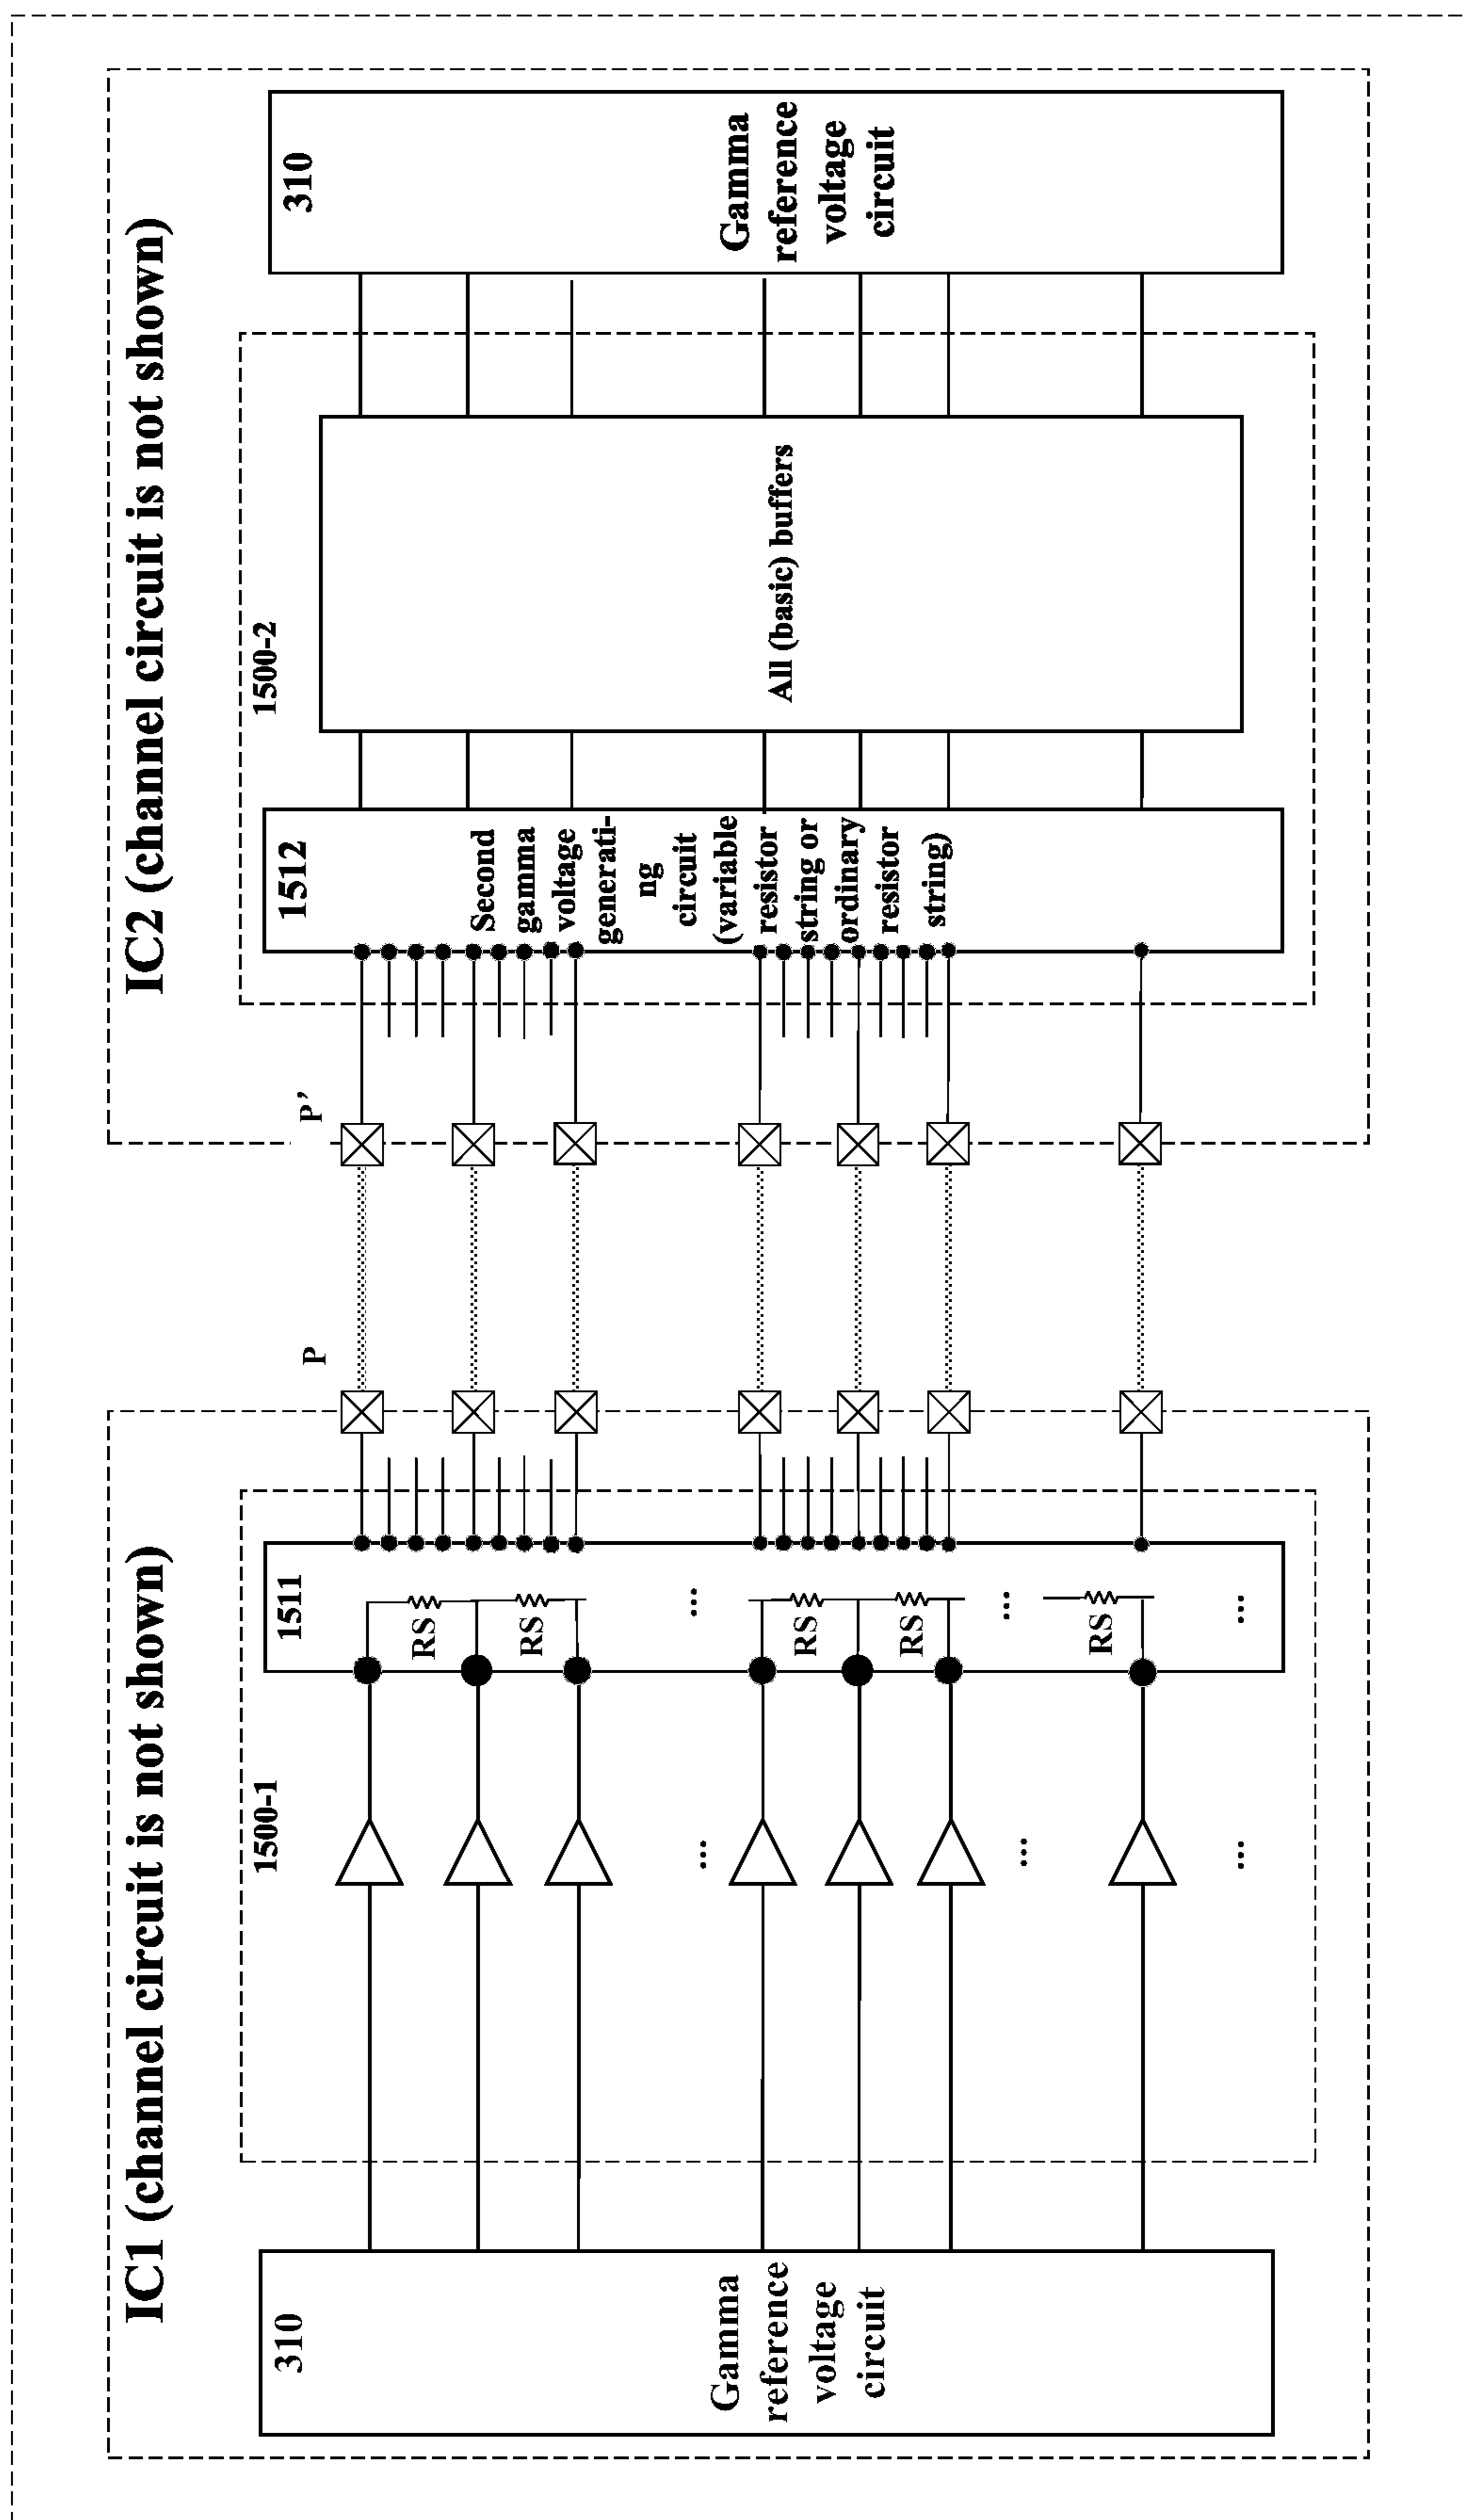 IC1 (channel circuit is not shown)
310
Gamma
reference
voltage
circuit
1500-1
...
...
...
1511
RS
RS
...
RS
RS
...
RS
...
P
P’
IC2 (channel circuit is not shown)
1512
Second
gamma
voltage
generati-
ng
circuit
(variable
resistor
string or
ordinary
resistor
string)
1500-2
All (basic) buffers
310
Gamma
reference
voltage
circuit